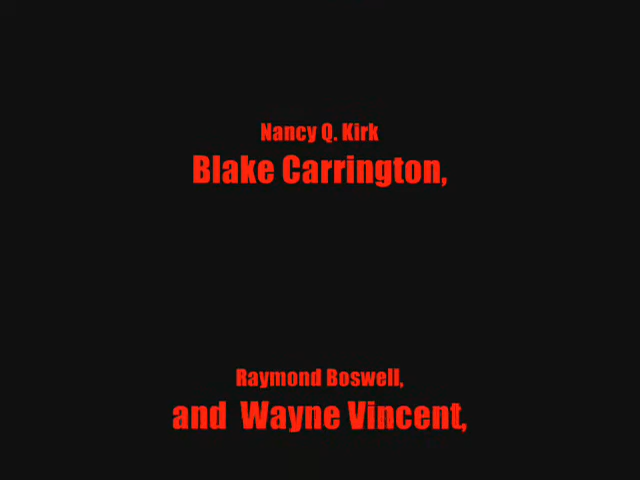 Nancy Q. Kirk
Blake Carrington,
Raymond Boswell,
and Wayne Vincent,